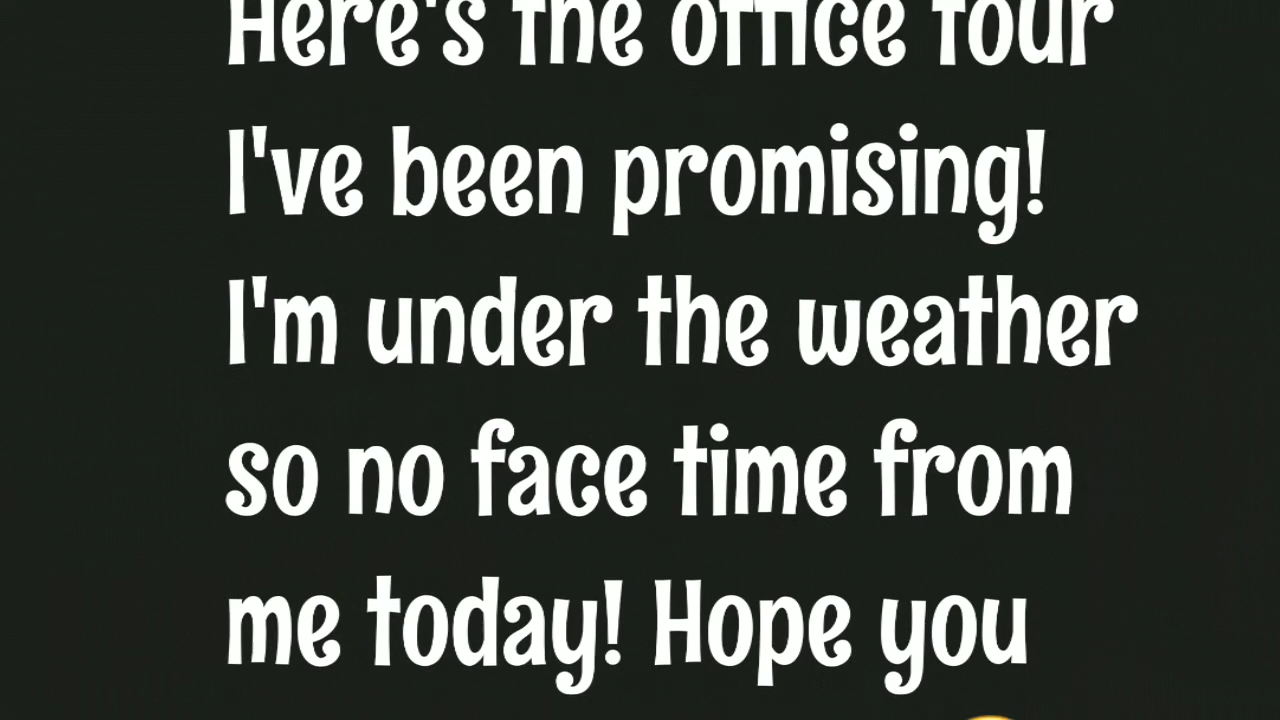 Here's the office tour
I've been promising!
I'm under the weather
so no face time from
me today! Hope you